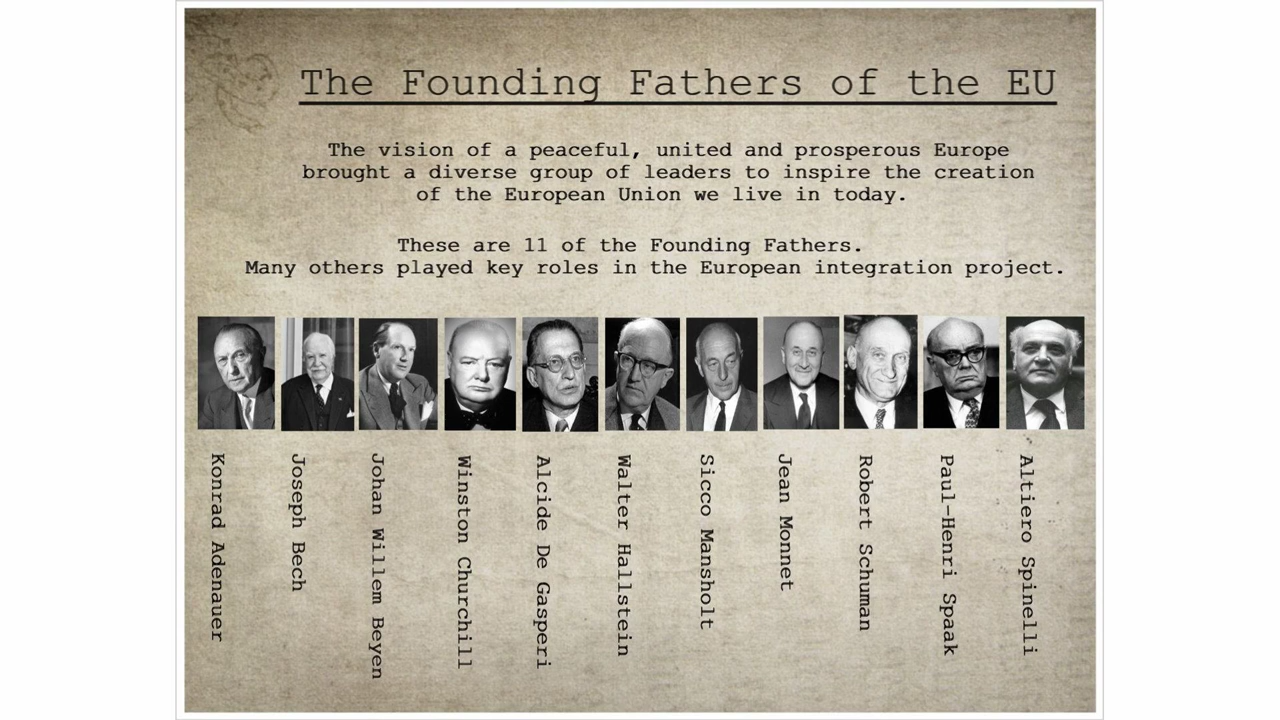 The Founding Fathers of the EU
The vision of a peaceful, united and prosperous Europe
brought a diverse group of leaders to inspire the creation
of the European Union we live in today.
These are 11 of the Founding Fathers.
Many others played key roles in the European integration project.
Konrad Adenauer
Joseph Bech
Johan Willem Beyen
Winston Churchill
Alcide De Gasperi
Walter Hallstein
Sicco Mansholt
Jean Monnet
Robert Schuman
Paul-Henri Spaak
Altiero Spinelli